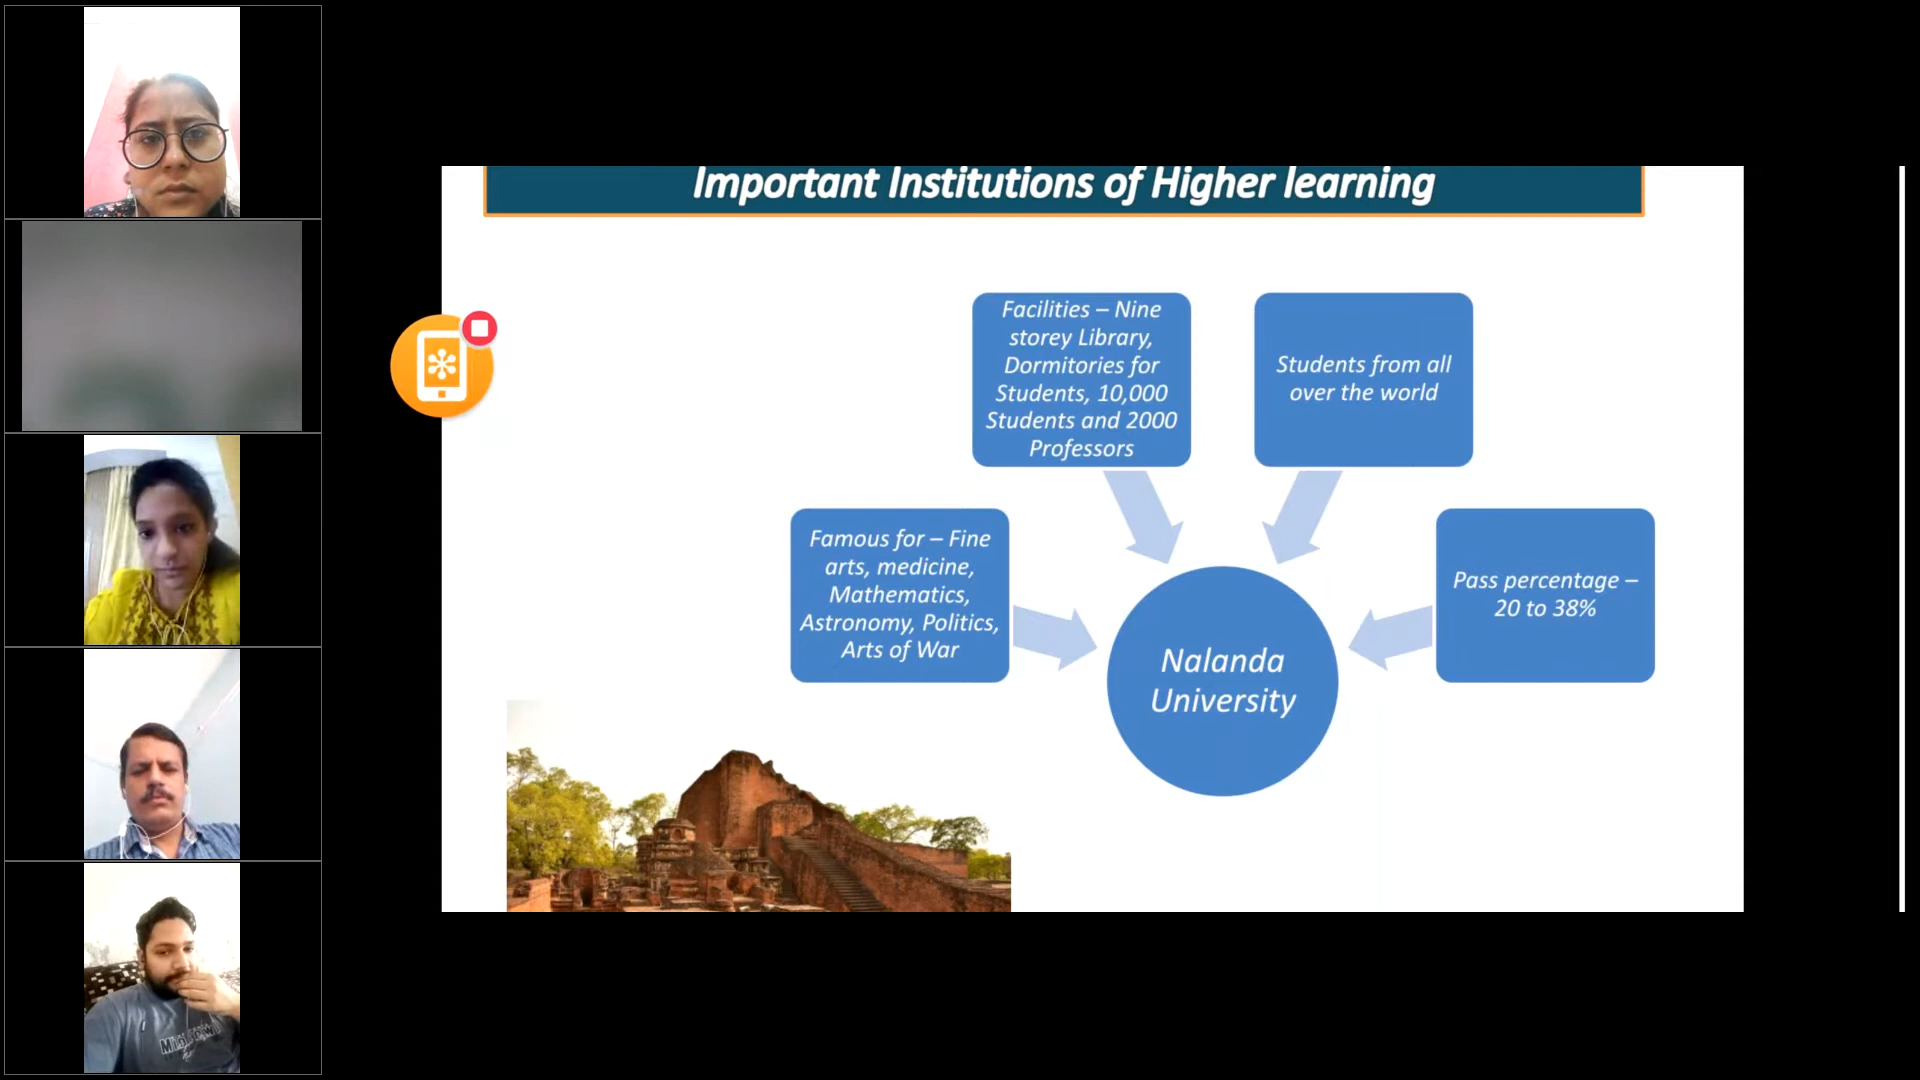 Important Institutions of Higher learning
Facilities – Nine
storey Library,
Dormitories for
Students, 10,000
Students and 2000
Professors
Students from all
over the world
Famous for – Fine
arts, medicine,
Mathematics,
Astronomy, Politics,
Arts of War
Pass percentage –
20 to 38%
Nalanda
University